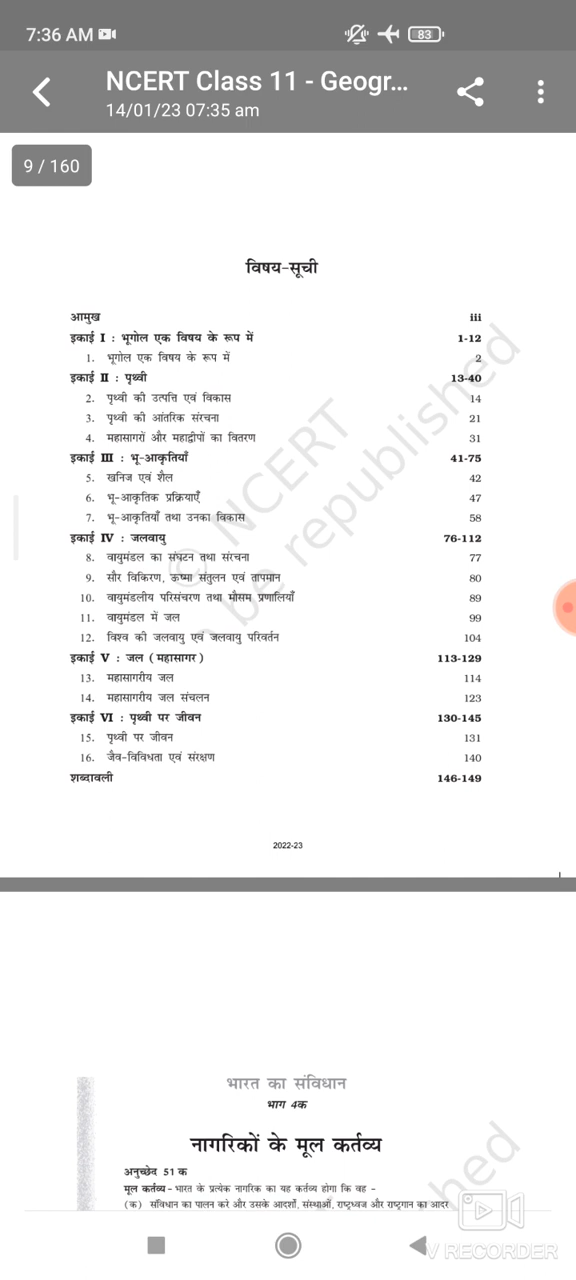 7:36 AM
83
NCERT Class 11 - Geogr...
14/01/23 07:35 am
9 / 160
विषय-सूची
आमुख iii
इकाई I : भूगोल एक विषय के रूप में 1-12
1. भूगोल एक विषय के रूप में 2
इकाई II : पृथ्वी 13-40
2. पृथ्वी की उत्पत्ति एवं विकास 14
3. पृथ्वी की आंतरिक संरचना 21
4. महासागरों और महाद्वीपों का वितरण 31
इकाई III : भू-आकृतियाँ 41-75
5. खनिज एवं शैल 42
6. भू-आकृतिक प्रक्रियाएँ 47
7. भू-आकृतियाँ तथा उनका विकास 58
इकाई IV : जलवायु 76-112
8. वायुमंडल का संघटन तथा संरचना 77
9. सौर विकिरण, ऊष्मा संतुलन एवं तापमान 80
10. वायुमंडलीय परिसंचरण तथा मौसम प्रणालियाँ 89
11. वायुमंडल में जल 99
12. विश्व की जलवायु एवं जलवायु परिवर्तन 104
इकाई V : जल (महासागर) 113-129
13. महासागरीय जल 114
14. महासागरीय जल संचलन 123
इकाई VI : पृथ्वी पर जीवन 130-145
15. पृथ्वी पर जीवन 131
16. जैव-विविधता एवं संरक्षण 140
शब्दावली 146-149
© NCERT
be republished
2022-23
भारत का संविधान
भाग 4क
नागरिकों के मूल कर्तव्य
अनुच्छेद 51 क
मूल कर्तव्य - भारत के प्रत्येक नागरिक का यह कर्तव्य होगा कि वह -
(क) संविधान का पालन करे और उसके आदर्शों, संस्थाओं, राष्ट्रध्वज और राष्ट्रगान का आदर
hed
V RECORDER